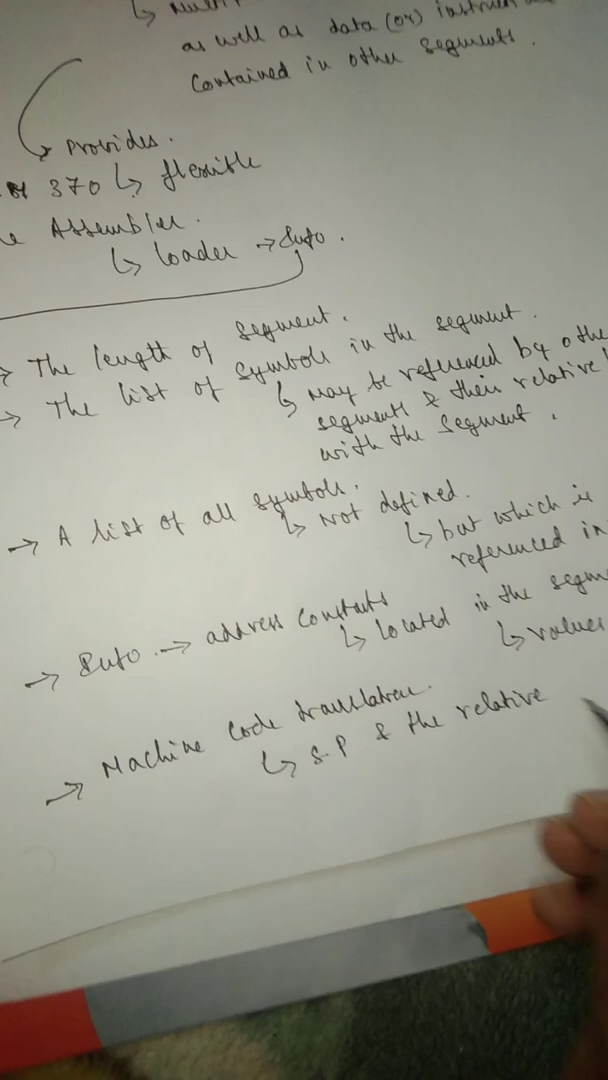 as well as data (or)
contained in other segments.
Provides.
370 ↳ flexible
Assembler.
↳ loader → Info.
→ The length of segment.
→ The list of symbols in the segment.
↳ may be referenced by othe
segments & their relative
with the segment.
→ A list of all symbols.
↳ Not defined.
↳ but which is
referenced in
→ Info. → address constants
↳ located in the segm
↳ values
→ Machine code translation.
↳ S.P & the relative